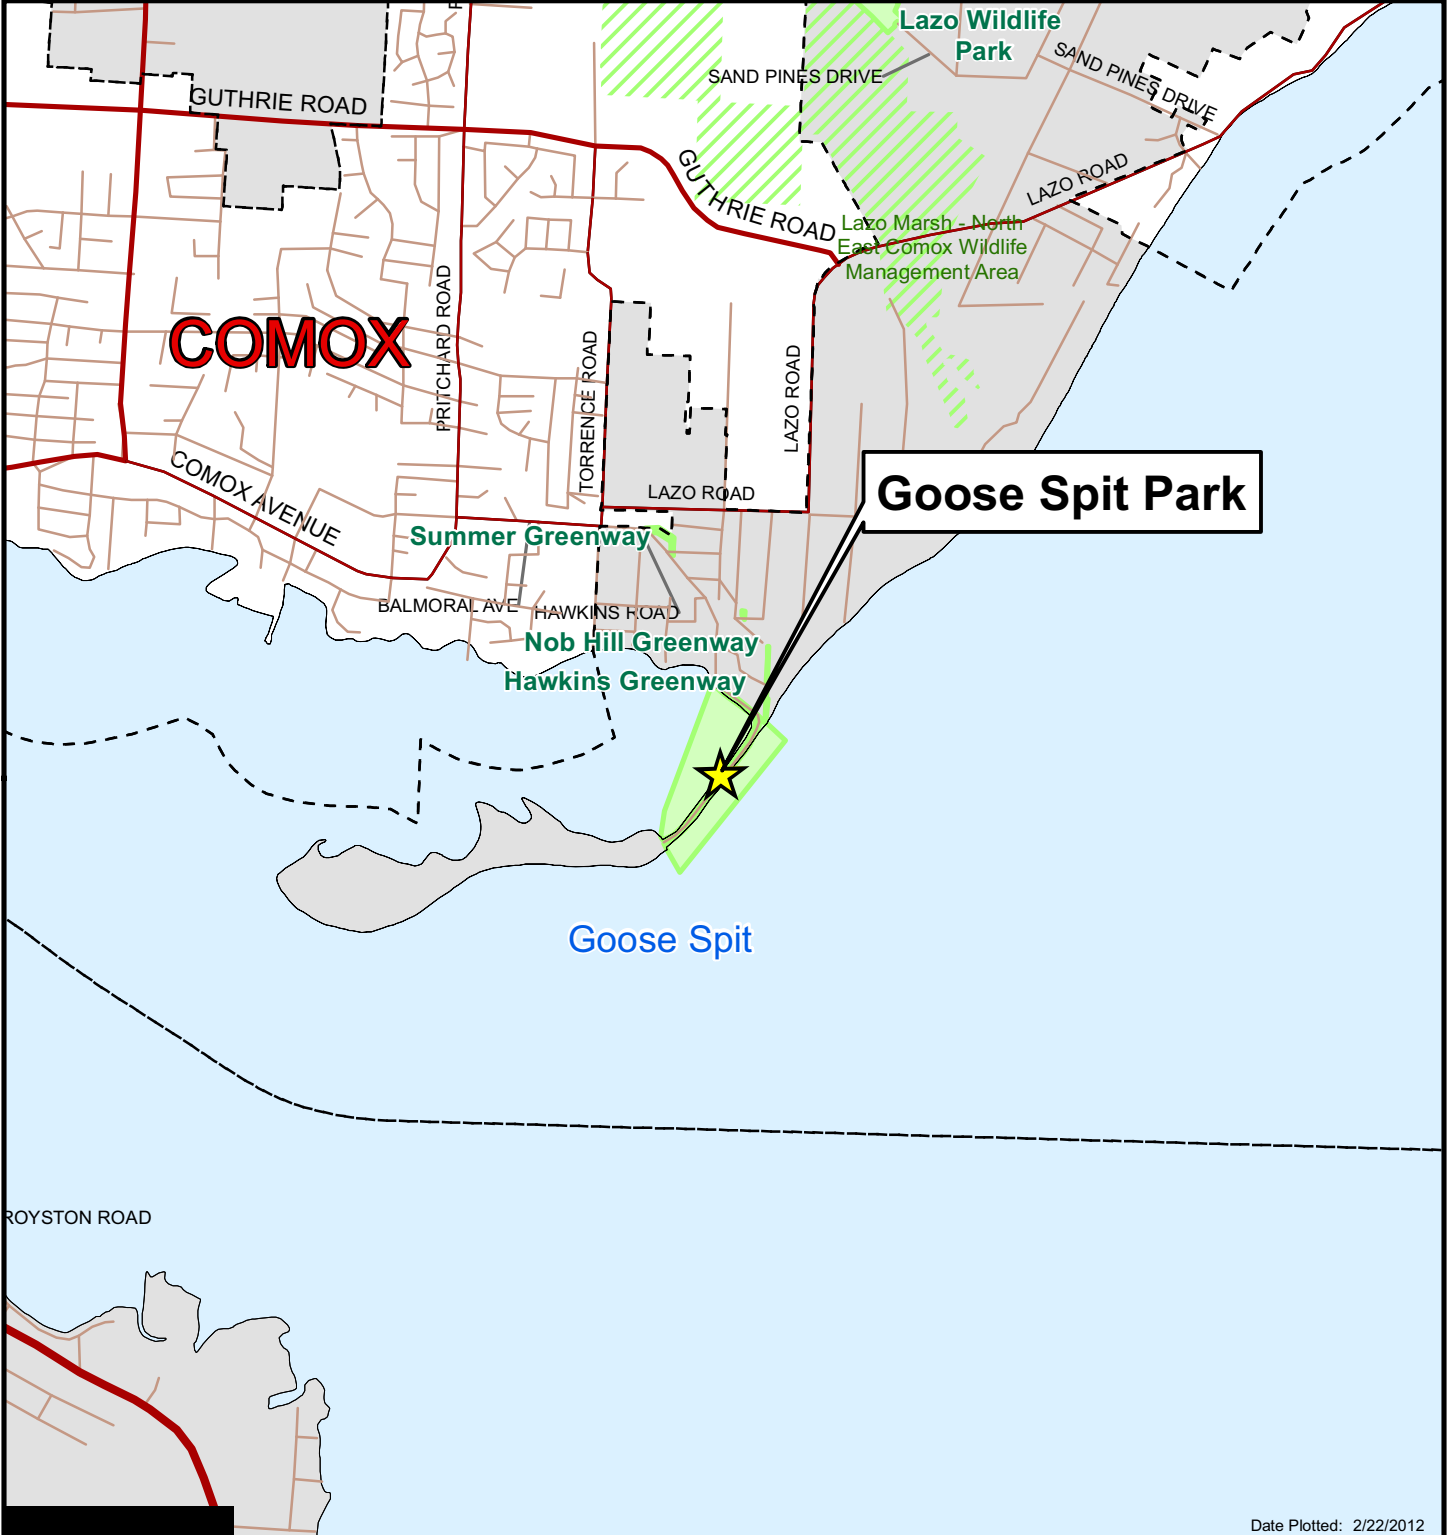 Lazo Wildlife
Park
SAND PINES DRIVE
SAND PINES DRIVE
GUTHRIE ROAD
GUTHRIE ROAD
LAZO ROAD
Lazo Marsh - North
East Comox Wildlife
Management Area
COMOX
PRITCHARD ROAD
TORRENCE ROAD
LAZO ROAD
COMOX AVENUE
LAZO ROAD
Goose Spit Park
Summer Greenway
BALMORAL AVE
HAWKINS ROAD
Nob Hill Greenway
Hawkins Greenway
Goose Spit
ROYSTON ROAD
Date Plotted: 2/22/2012